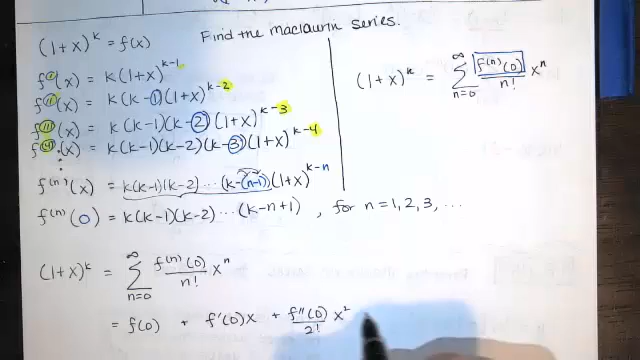 (1+x)^k = f(x) Find the maclaurin series.
f^(i)(x) = k(1+x)^(k-1)
f^(ii)(x) = k(k-1)(1+x)^(k-2)
f^(iii)(x) = k(k-1)(k-2)(1+x)^(k-3)
f^(4)(x) = k(k-1)(k-2)(k-3)(1+x)^(k-4)
⋮
f^(n)(x) = k(k-1)(k-2) ... (k-(n-1))(1+x)^(k-n)
f^(n)(0) = k(k-1)(k-2) ... (k-n+1) , for n = 1, 2, 3, ...
(1+x)^k = ∑_{n=0}^{∞} f^(n)(0)/n! x^n
(1+x)^k = ∑_{n=0}^{∞} f^(n)(0)/n! x^n
= f(0) + f'(0)x + f''(0)/2! x^2